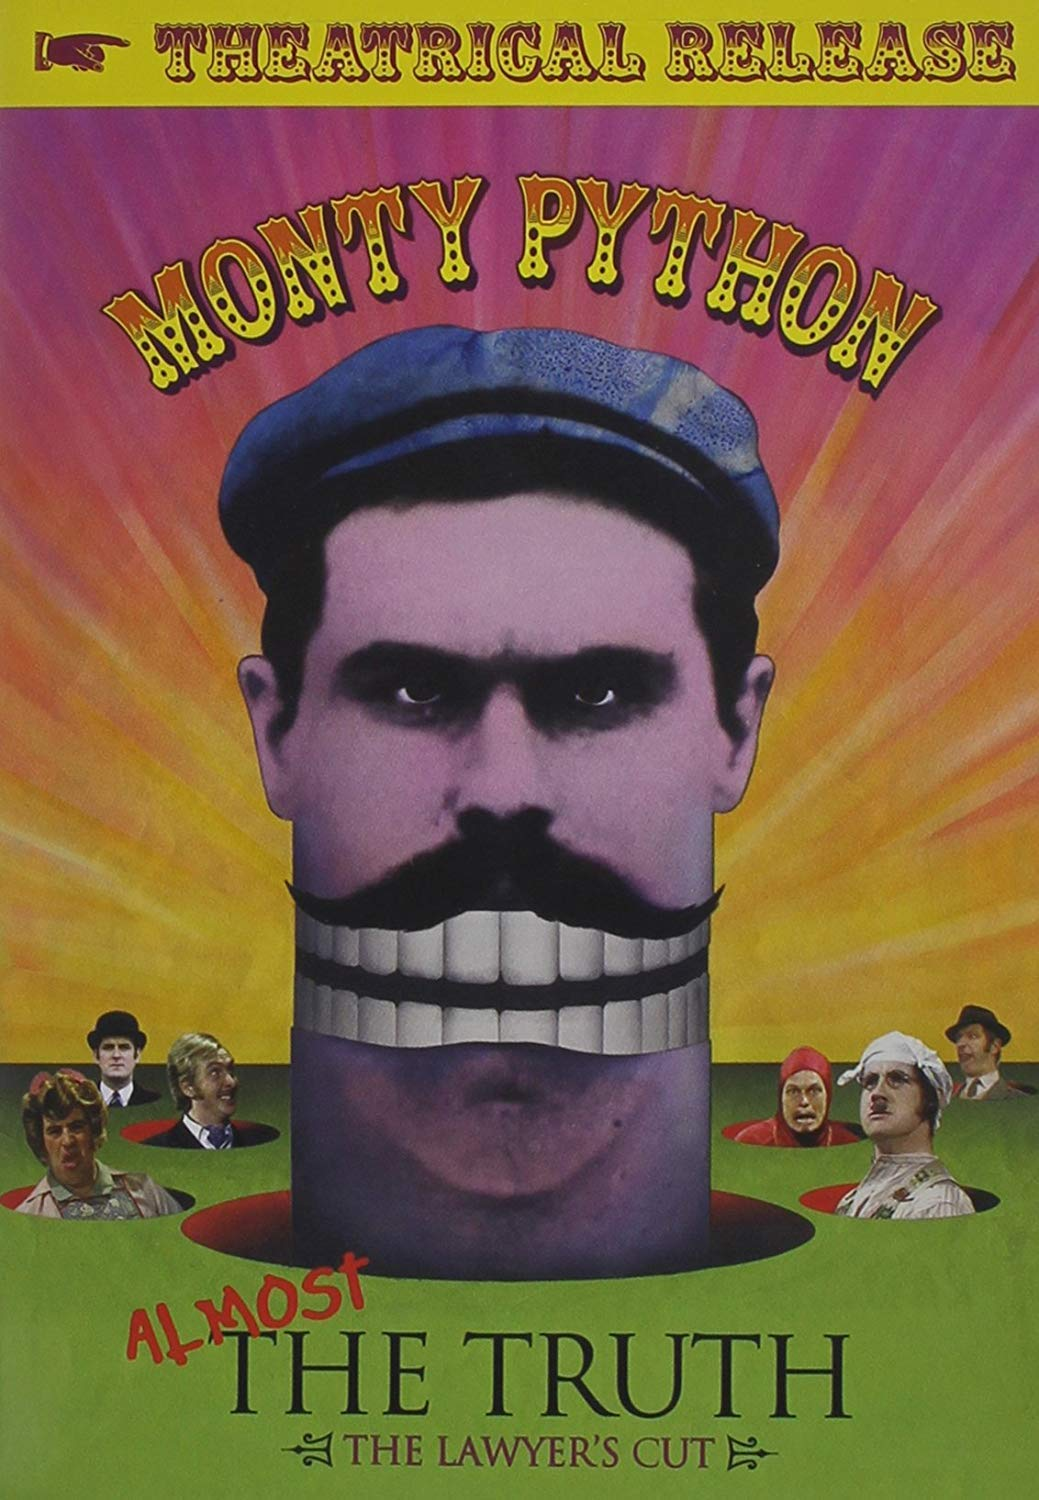 THEATRICAL RELEASE
MONTY PYTHON
ALMOST
THE TRUTH
THE LAWYER'S CUT